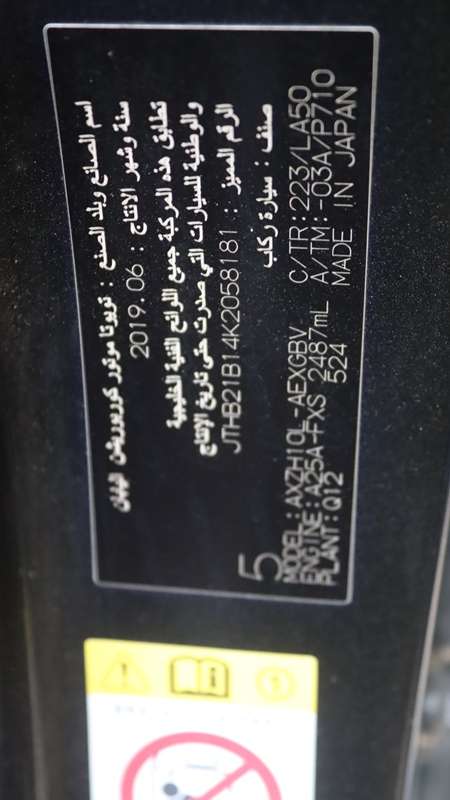 اسم الصانع وبلد الصنع : تويوتا موتور كوربوريشن اليابان
سنة وشهر الانتاج : 2019.06
تطابق هذه المركبة جميع اللوائح الفنية الخليجية
والوطنية للسيارات التي صدرت حتى تاريخ الإنتاج
الرقم المميز : JTHB21B14K2058181
صنف : سيارة ركاب
5
MODEL:AXZH10L-AEXGBV C/TR:223/LA50
ENGINE:A25A-FXS 2487mL A/TM:-03A/P710
PLANT:Q12 524 MADE IN JAPAN